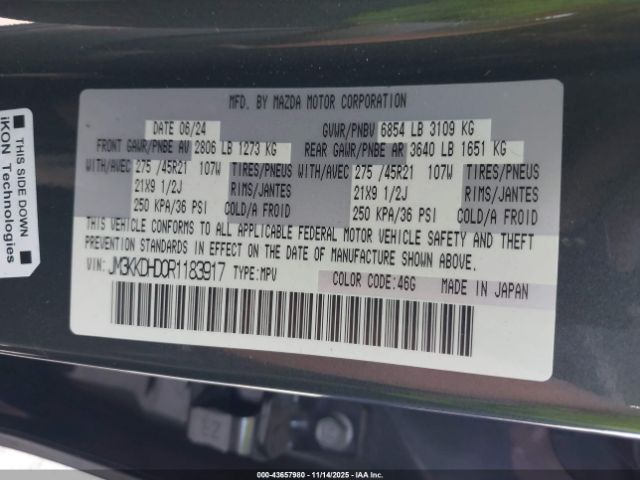 MFD. BY MAZDA MOTOR CORPORATION
DATE 06/24 GVWR/PNBV 6854 LB 3109 KG
FRONT GAWR/PNBE AV 2806 LB 1273 KG REAR GAWR/PNBE AR 3640 LB 1651 KG
WITH/AVEC 275 /45R21 107W TIRES/PNEUS WITH/AVEC 275 /45R21 107W TIRES/PNEUS
21X9 1/2J RIMS/JANTES 21X9 1/2J RIMS/JANTES
250 KPA/36 PSI COLD/A FROID 250 KPA/36 PSI COLD/A FROID
THIS VEHICLE CONFORMS TO ALL APPLICABLE FEDERAL MOTOR VEHICLE SAFETY AND THEFT
PREVENTION STANDARDS IN EFFECT ON THE DATE OF MANUFACTURE SHOWN ABOVE.
VIN: JM3KKDHD0R1183917 TYPE:MPV
COLOR CODE:46G MADE IN JAPAN
iKON Technologies
THIS SIDE DOWN
000-43657980 - 11/14/2025 - IAAI.COM